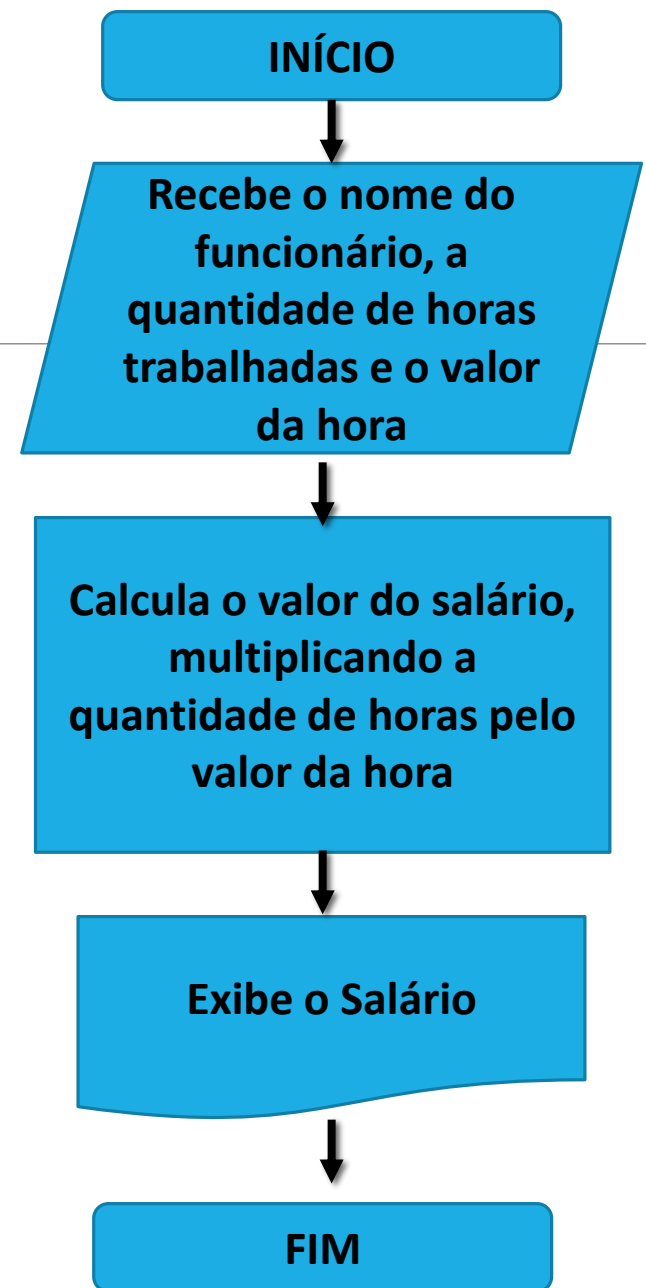 INÍCIO
Recebe o nome do
funcionário, a
quantidade de horas
trabalhadas e o valor
da hora
Calcula o valor do salário,
multiplicando a
quantidade de horas pelo
valor da hora
Exibe o Salário
FIM